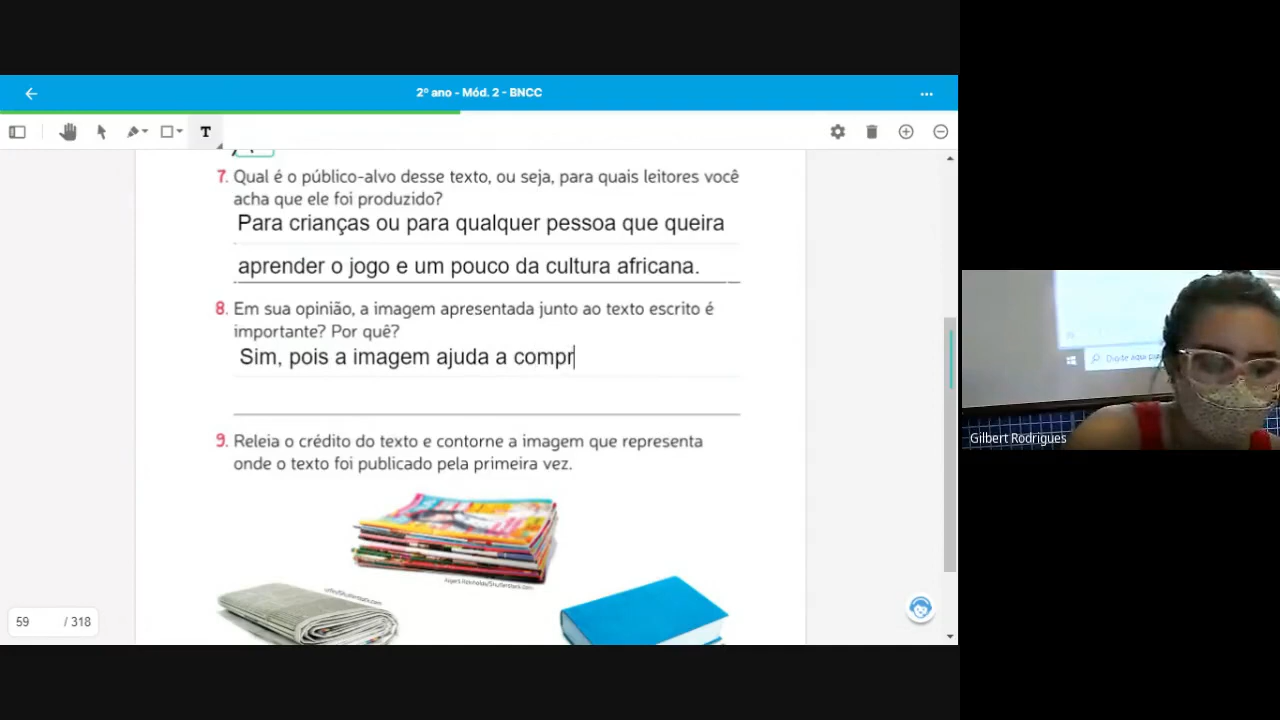 2º ano - Mód. 2 - BNCC
T
7. Qual é o público-alvo desse texto, ou seja, para quais leitores você
acha que ele foi produzido?
Para crianças ou para qualquer pessoa que queira
aprender o jogo e um pouco da cultura africana.
8. Em sua opinião, a imagem apresentada junto ao texto escrito é
importante? Por quê?
Sim, pois a imagem ajuda a compr
9. Releia o crédito do texto e contorne a imagem que representa
onde o texto foi publicado pela primeira vez.
59 / 318
Digite aqui para
Gilbert Rodrigues